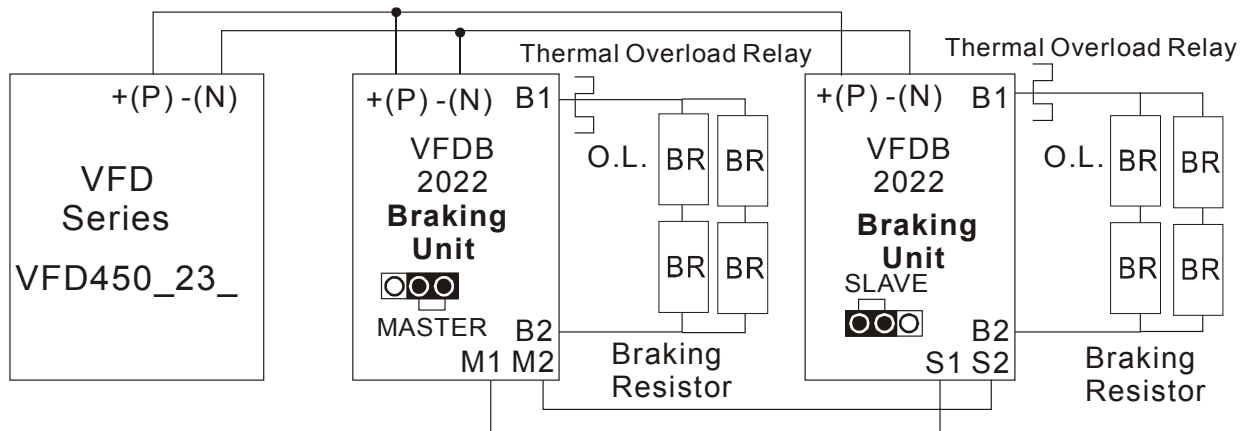 Thermal Overload Relay
Thermal Overload Relay
+(P) -(N)
VFD
Series
VFD450_23_
+(P) -(N) B1
VFDB
2022
Braking
Unit
MASTER
B2
M1 M2
O.L.
BR BR
BR BR
Braking
Resistor
+(P) -(N) B1
VFDB
2022
Braking
Unit
SLAVE
B2
S1 S2
O.L.
BR BR
BR BR
Braking
Resistor